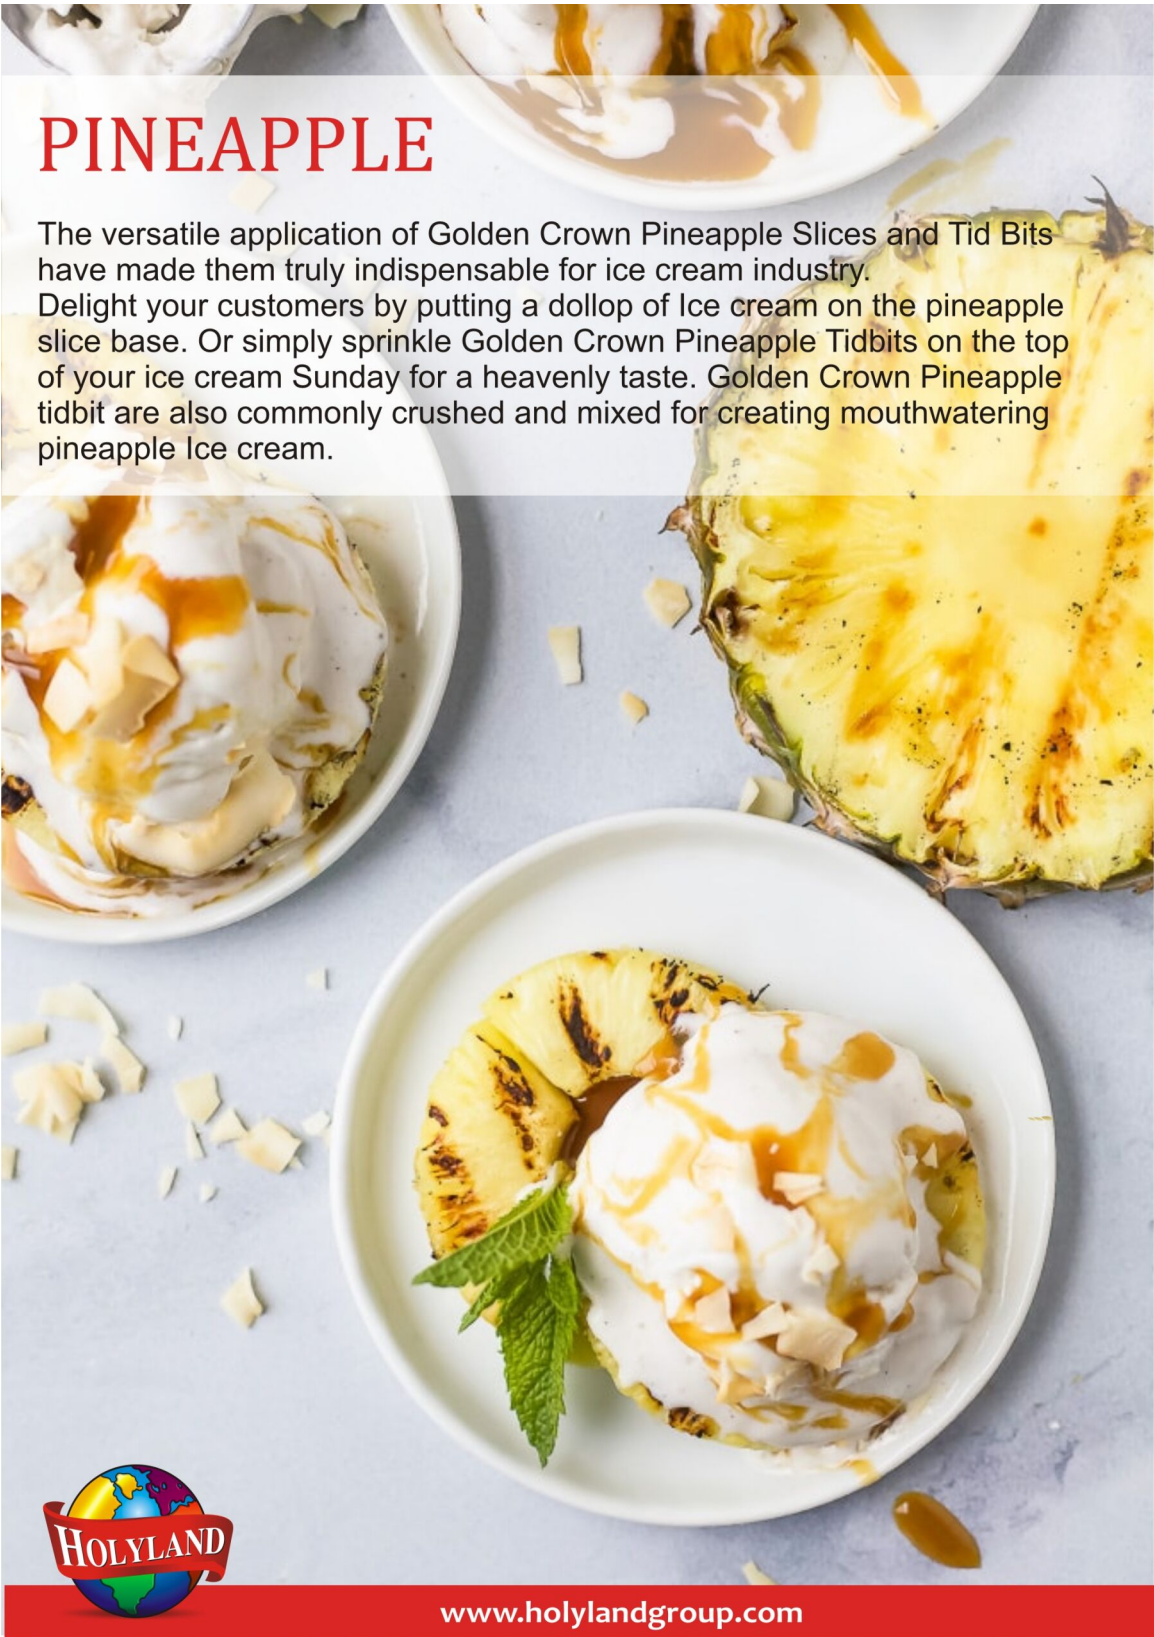 PINEAPPLE
The versatile application of Golden Crown Pineapple Slices and Tid Bits
have made them truly indispensable for ice cream industry.
Delight your customers by putting a dollop of Ice cream on the pineapple
slice base. Or simply sprinkle Golden Crown Pineapple Tidbits on the top
of your ice cream Sunday for a heavenly taste. Golden Crown Pineapple
tidbit are also commonly crushed and mixed for creating mouthwatering
pineapple Ice cream.
HOLYLAND
www.holylandgroup.com